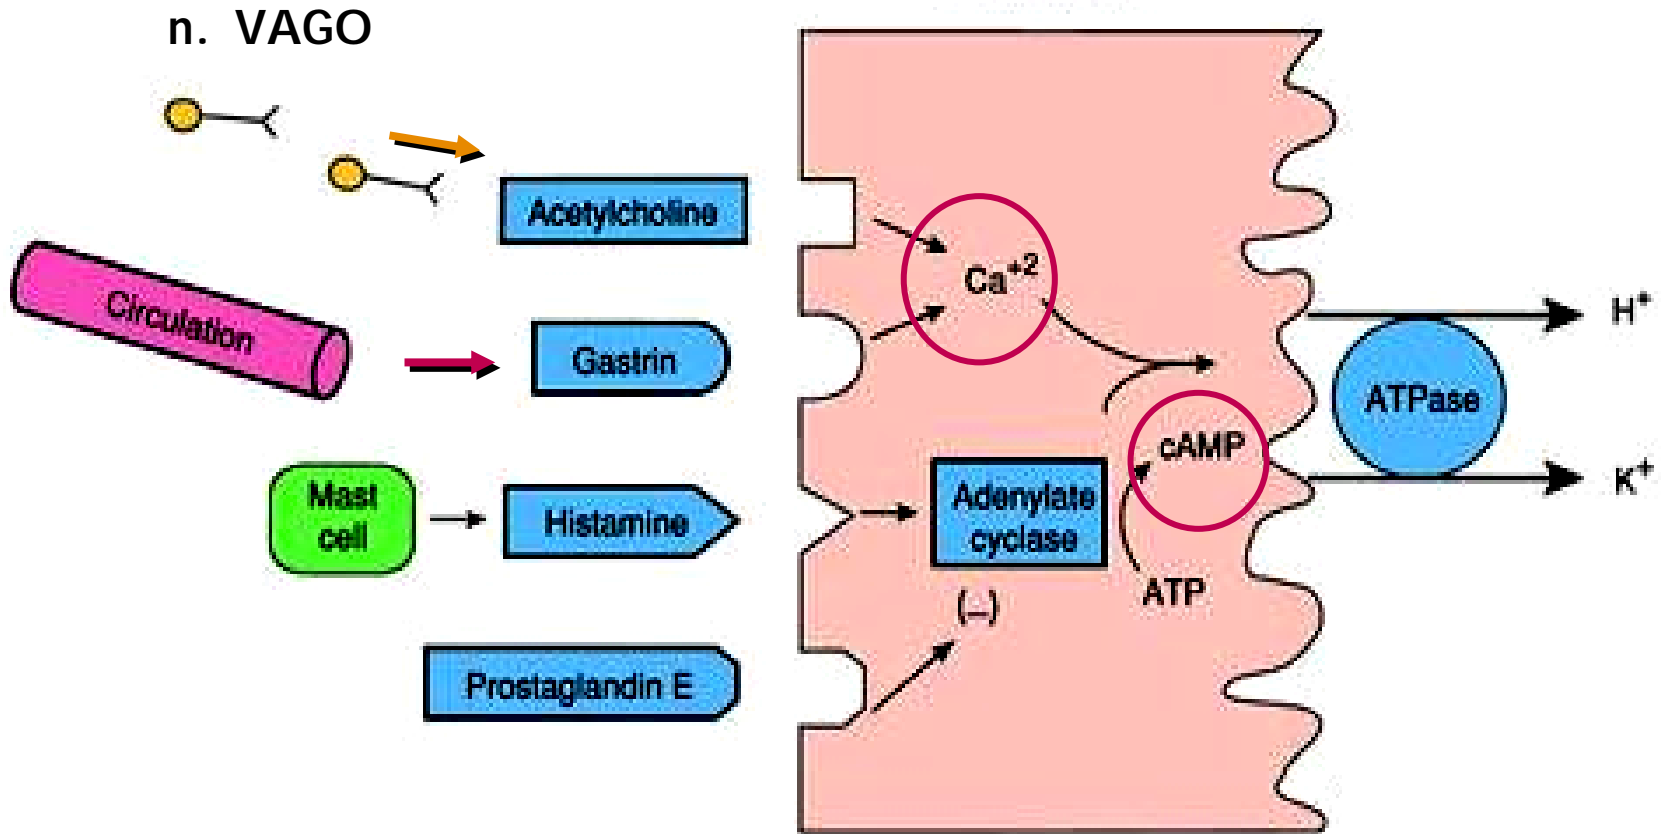 n. VAGO
Acetylcholine
Circulation
Gastrin
Mast
cell
Histamine
Prostaglandin E
Ca+2
Adenylate
cyclase
(–)
cAMP
ATP
H+
ATPase
K+